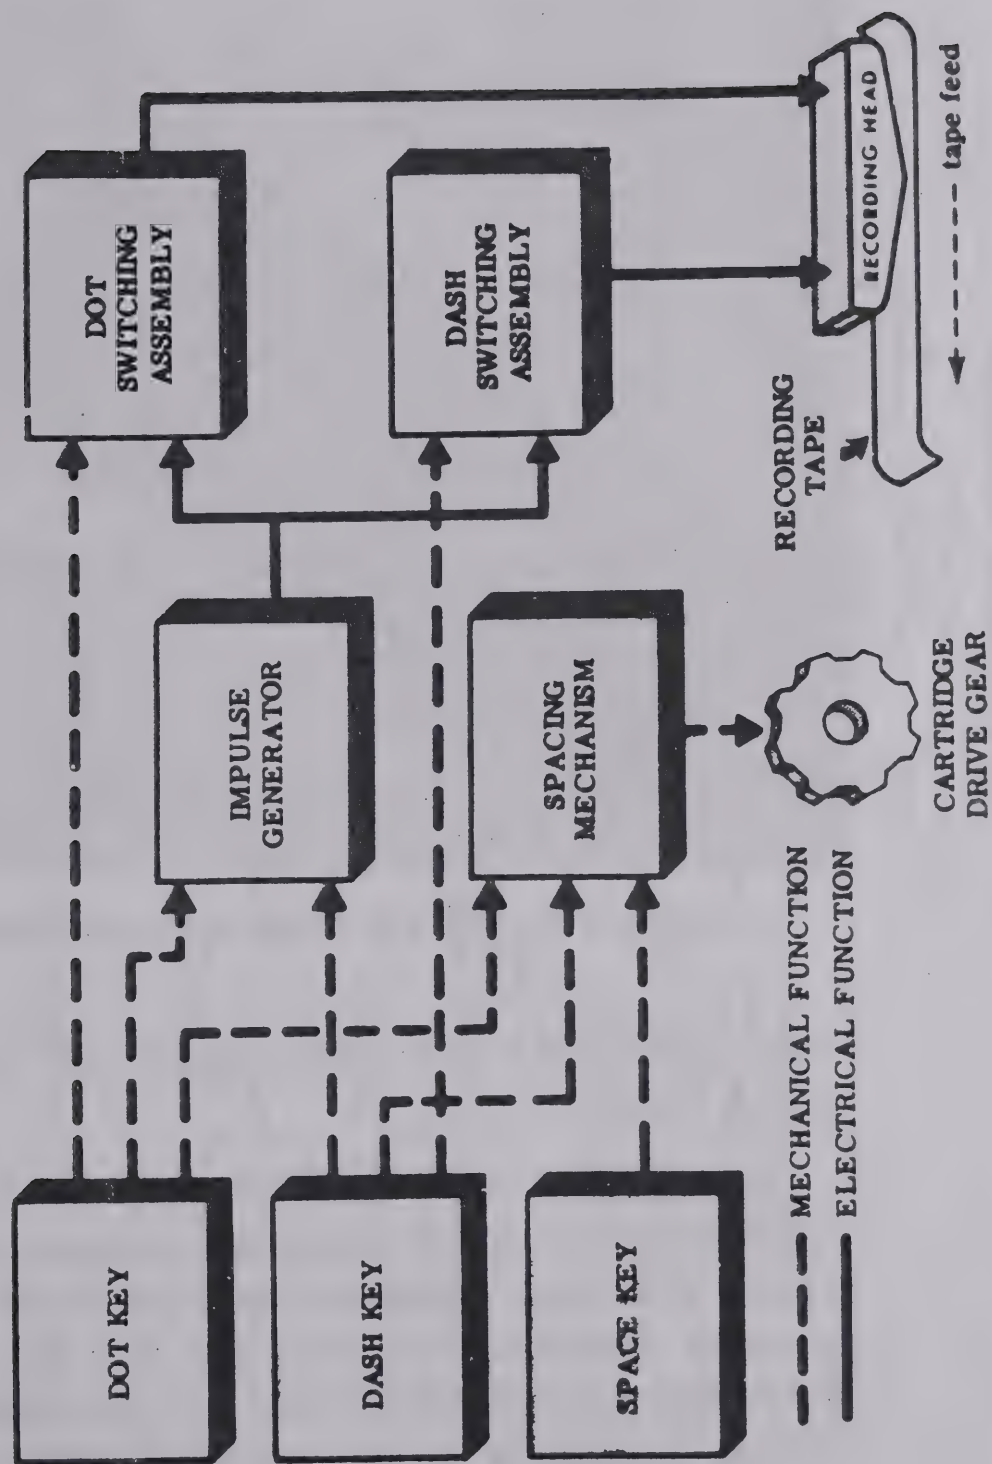 DOT KEY
DASH KEY
SPACE KEY
IMPULSE
GENERATOR
SPACING
MECHANISM
DOT
SWITCHING
ASSEMBLY
DASH
SWITCHING
ASSEMBLY
RECORDING HEAD
RECORDING
TAPE
tape feed
CARTRIDGE
DRIVE GEAR
MECHANICAL FUNCTION
ELECTRICAL FUNCTION